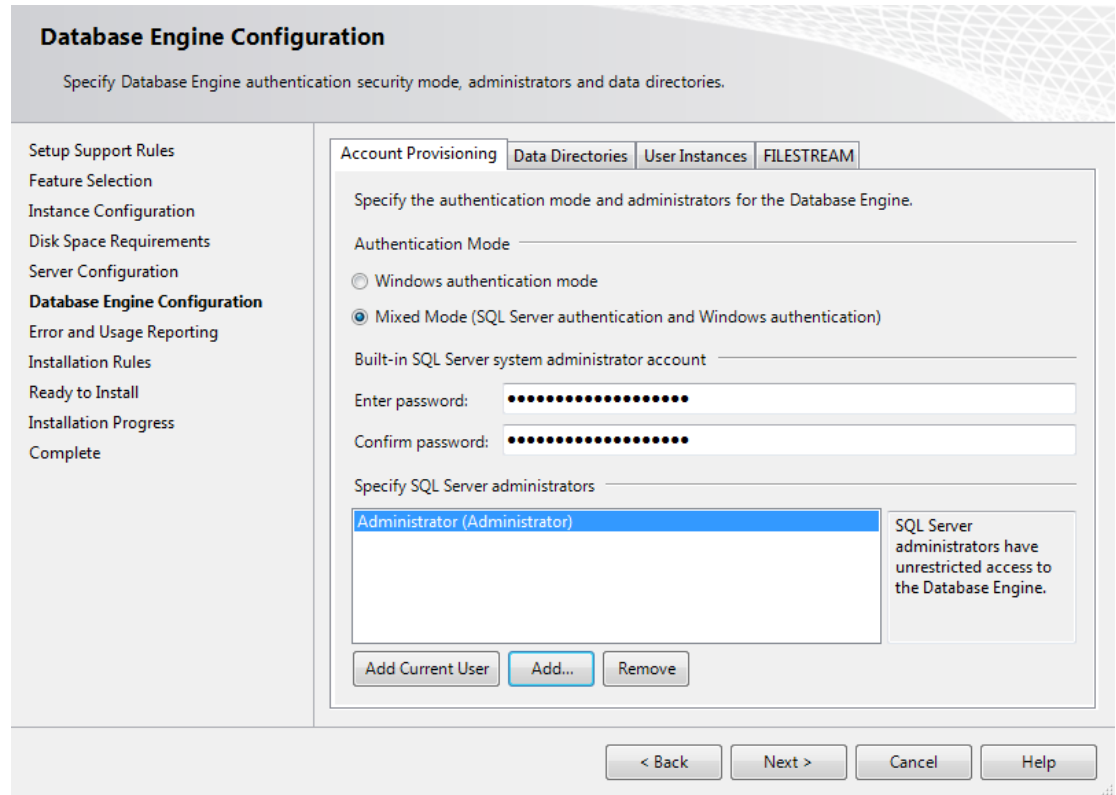 Database Engine Configuration
Specify Database Engine authentication security mode, administrators and data directories.
Setup Support Rules
Feature Selection
Instance Configuration
Disk Space Requirements
Server Configuration
Database Engine Configuration
Error and Usage Reporting
Installation Rules
Ready to Install
Installation Progress
Complete
Account Provisioning
Data Directories
User Instances
FILESTREAM
Specify the authentication mode and administrators for the Database Engine.
Authentication Mode
Windows authentication mode
Mixed Mode (SQL Server authentication and Windows authentication)
Built-in SQL Server system administrator account
Enter password: ●●●●●●●●●●●●●●●●●●●
Confirm password: ●●●●●●●●●●●●●●●●●●●
Specify SQL Server administrators
Administrator (Administrator)
SQL Server
administrators have
unrestricted access to
the Database Engine.
Add Current User
Add...
Remove
< Back
Next >
Cancel
Help